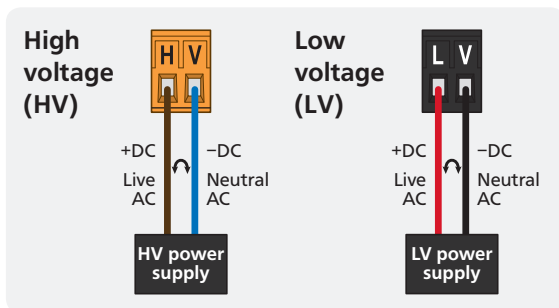 High
voltage
(HV)
H V
+DC
Live
AC
−DC
Neutral
AC
HV power
supply
Low
voltage
(LV)
L V
+DC
Live
AC
−DC
Neutral
AC
LV power
supply